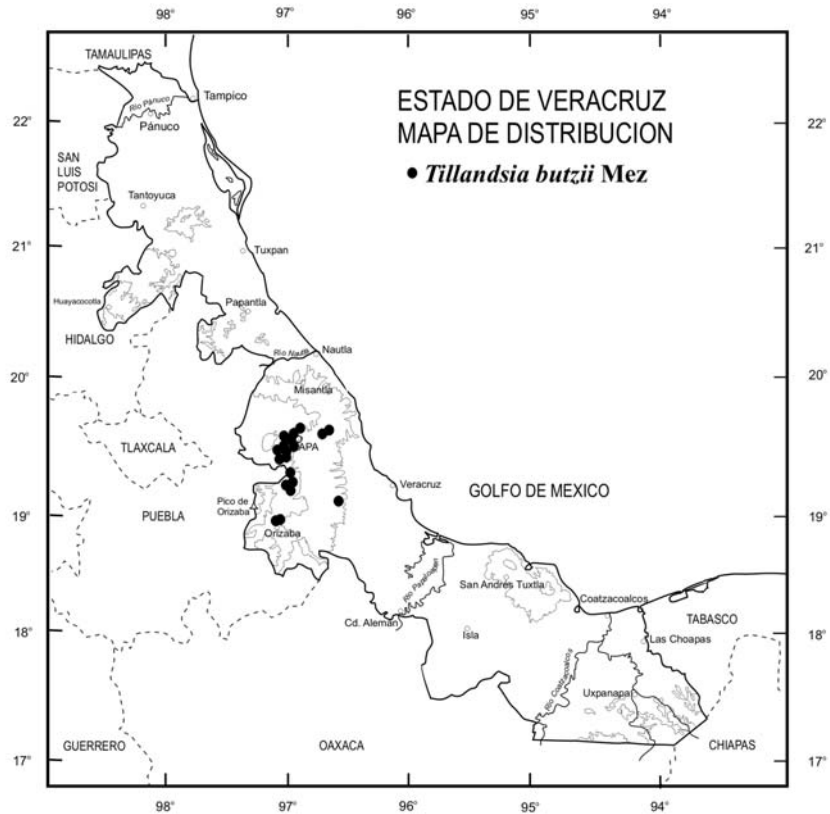 98°
97°
96°
95°
94°
TAMAULIPAS
Tampico
Río Pánuco
Pánuco
ESTADO DE VERACRUZ
MAPA DE DISTRIBUCION
Tillandsia butzii Mez
22°
22°
SAN
LUIS
POTOSI
Tantoyuca
21°
21°
Tuxpan
Huayacocotla
Papantla
HIDALGO
Río Nautla
Nautla
20°
20°
Misantla
TLAXCALA
APA
Veracruz
GOLFO DE MEXICO
Pico de
Orizaba
PUEBLA
19°
19°
Orizaba
Río Papaloapan
San Andrés Tuxtla
Coatzacoalcos
TABASCO
Cd. Alemán
Isla
Las Choapas
18°
18°
Río Coatzacoalcos
Uxpanapa
GUERRERO
OAXACA
CHIAPAS
17°
17°
98°
97°
96°
95°
94°